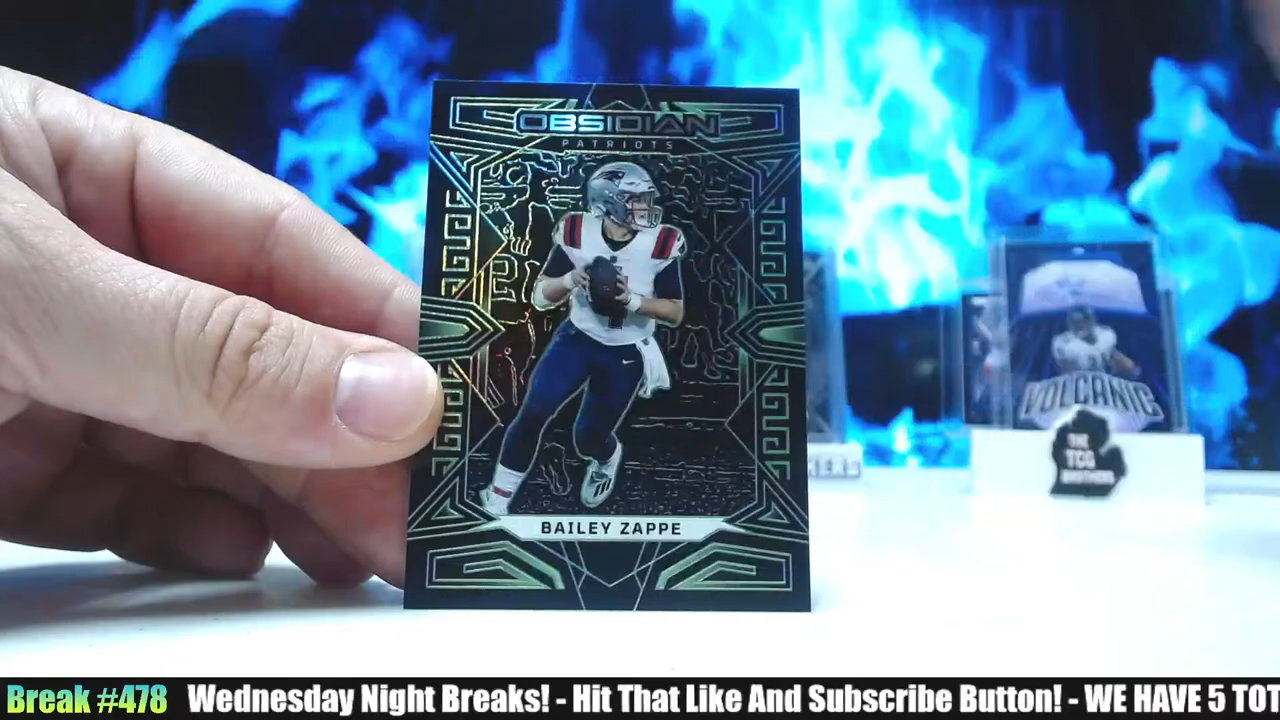 OBSIDIAN
PATRIOTS
BAILEY ZAPPE
VOLCANIC
THE
TCG
BROTHERS
Break #478 Wednesday Night Breaks! - Hit That Like And Subscribe Button! - WE HAVE 5 TOT